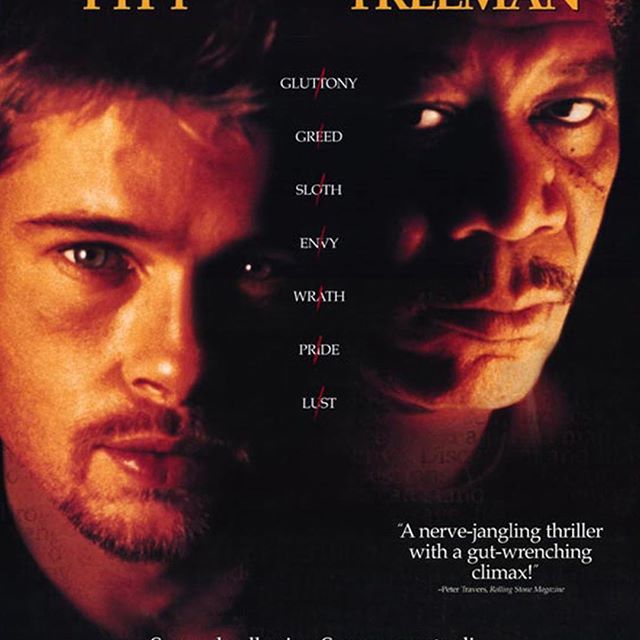 FREEMAN
GLUTTONY
GREED
SLOTH
ENVY
WRATH
PRIDE
LUST
"A nerve-jangling thriller
with a gut-wrenching
climax!"
–Peter Travers, Rolling Stone Magazine